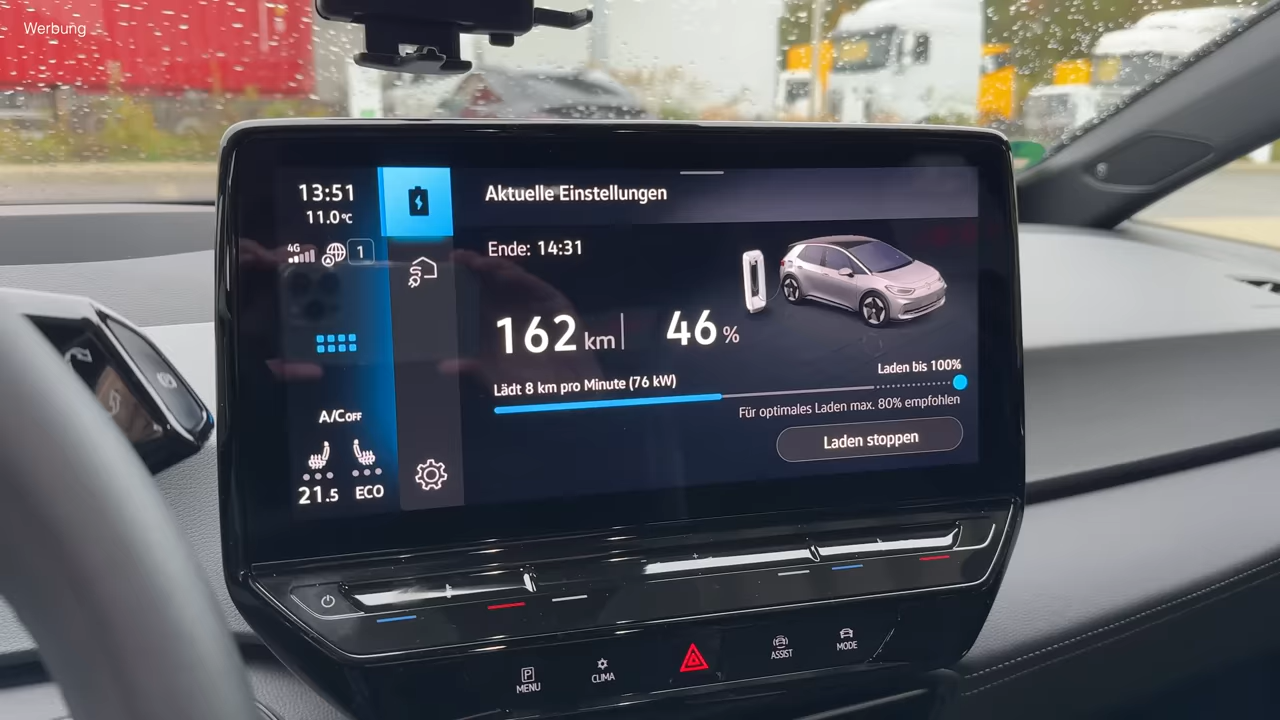 Werbung
13:51
11.0°C
4G
1
Aktuelle Einstellungen
Ende: 14:31
162 km
46 %
Lädt 8 km pro Minute (76 kW)
Laden bis 100%
Für optimales Laden max. 80% empfohlen
Laden stoppen
A/C OFF
21.5
ECO
P
MENU
CLIMA
ASSIST
MODE